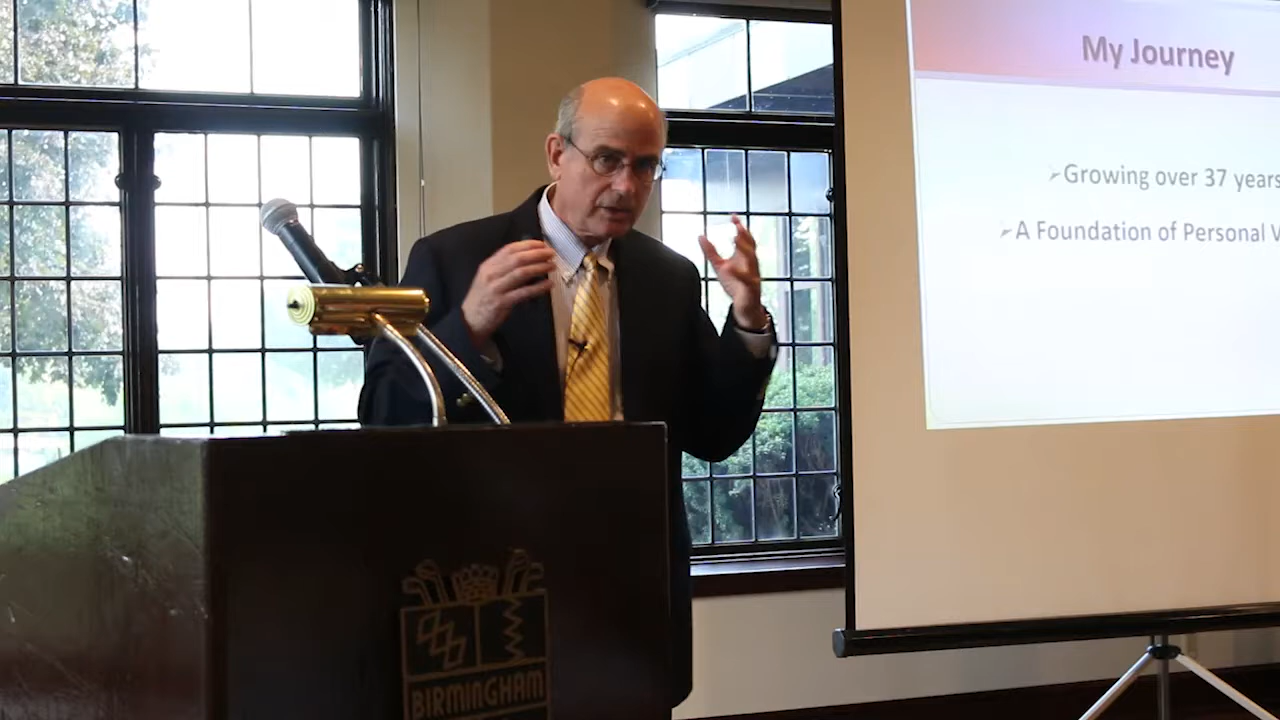 My Journey
Growing over 37 years
A Foundation of Personal
BIRMINGHAM